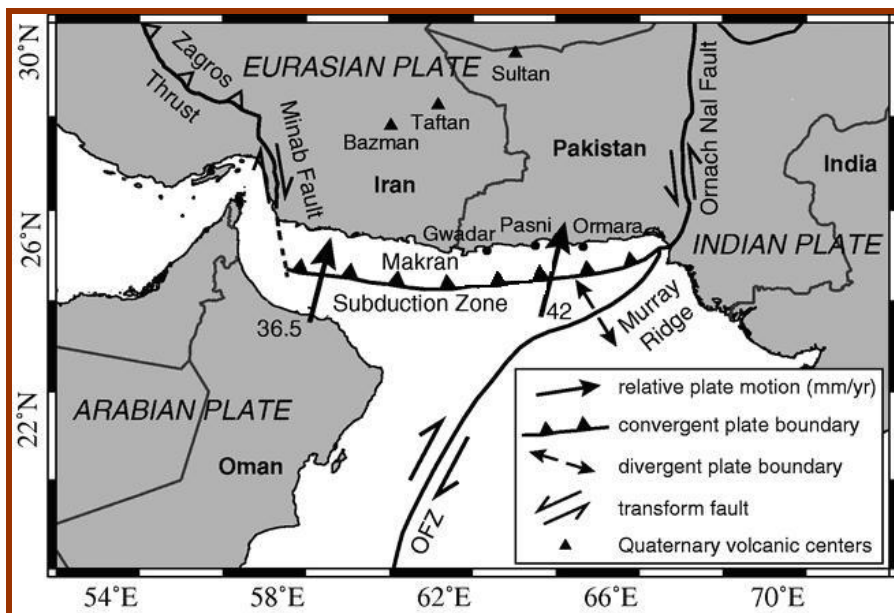 30°N
26°N
22°N
54°E
58°E
62°E
66°E
70°E
Zagros
Thrust
EURASIAN PLATE
Sultan
Taftan
Bazman
Minab Fault
Iran
Pakistan
Ornach Nal Fault
India
INDIAN PLATE
Gwadar
Pasni
Ormara
Makran
Subduction Zone
36.5
42
Murray
Ridge
ARABIAN PLATE
Oman
OFZ
relative plate motion (mm/yr)
convergent plate boundary
divergent plate boundary
transform fault
Quaternary volcanic centers